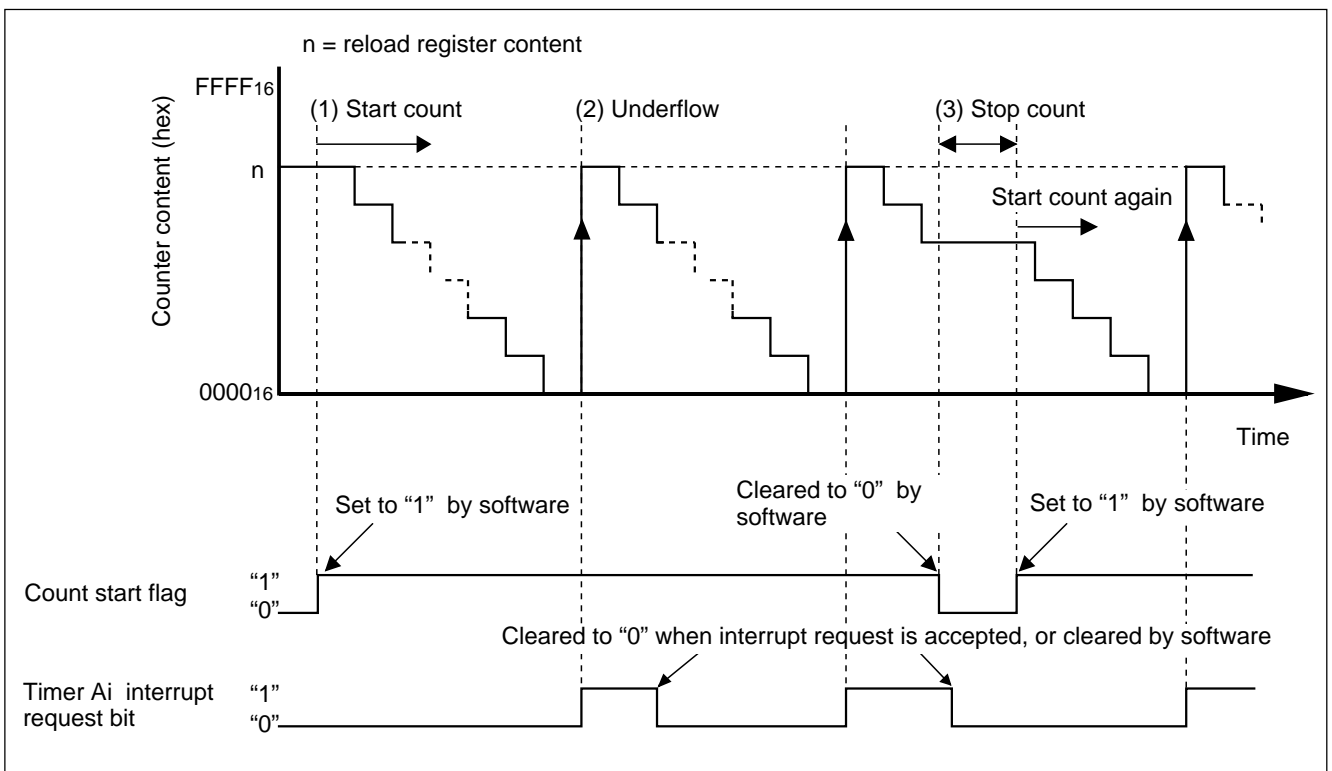 n = reload register content
FFFF16
(1) Start count
(2) Underflow
(3) Stop count
n
Start count again
Counter content (hex)
000016
Time
Set to “1” by software
Cleared to “0” by
software
Set to “1” by software
Count start flag
“1”
“0”
Cleared to “0” when interrupt request is accepted, or cleared by software
Timer Ai interrupt
request bit
“1”
“0”